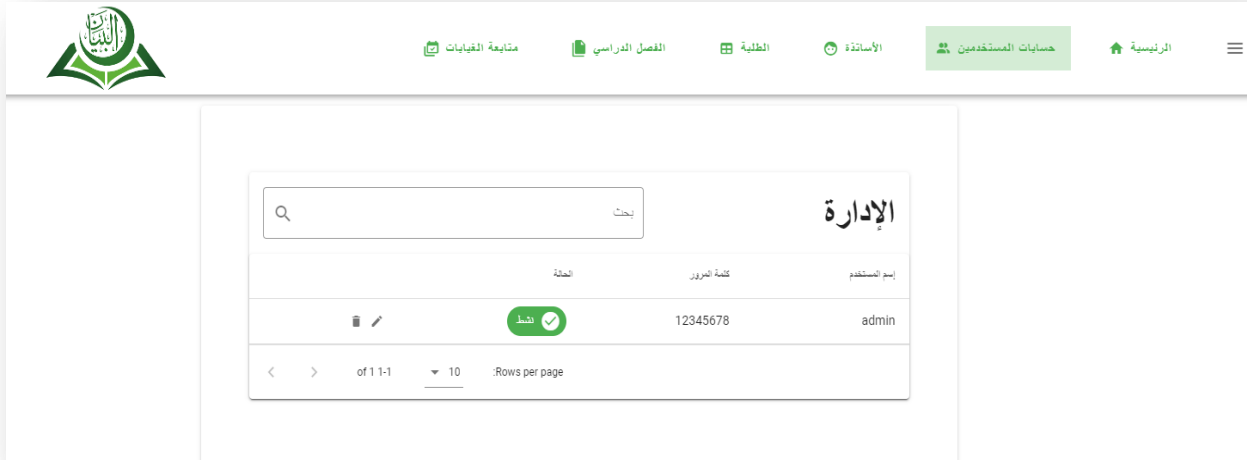 البيان
الرئيسية
حسابات المستخدمين
الأساتذة
الطلبة
الفصل الدراسي
متابعة الغيابات
الإدارة
بحث
إسم المستخدم
كلمة المرور
الحالة
admin
12345678
نشط
:Rows per page
10
of 1 1-1